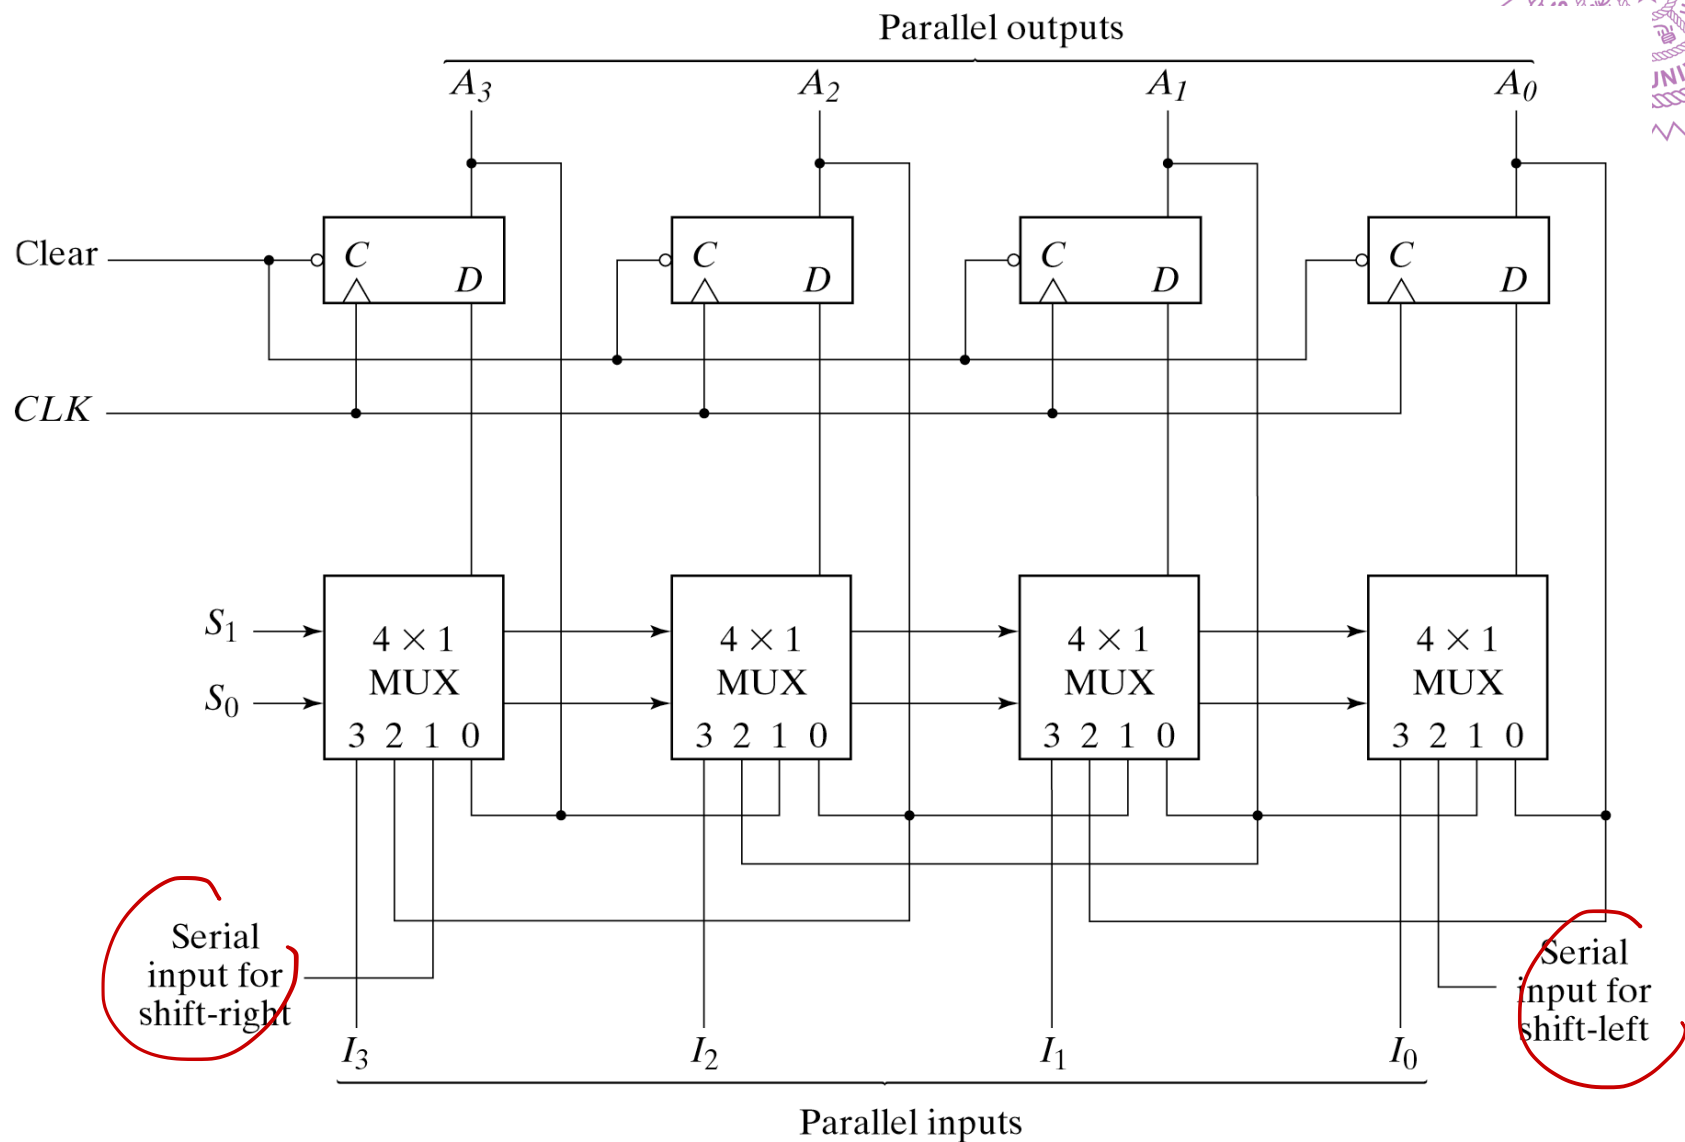 Parallel outputs
A3 A2 A1 A0
Clear
C D C D C D C D
CLK
S1
4 × 1 4 × 1 4 × 1 4 × 1
MUX MUX MUX MUX
S0
3 2 1 0 3 2 1 0 3 2 1 0 3 2 1 0
Serial
input for
shift-right
Serial
input for
shift-left
I3 I2 I1 I0
Parallel inputs